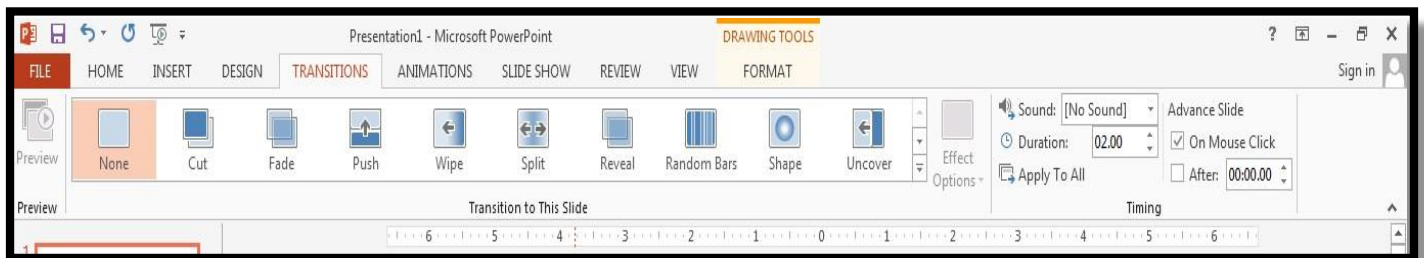 Presentation1 - Microsoft PowerPoint DRAWING TOOLS ?
FILE HOME INSERT DESIGN TRANSITIONS ANIMATIONS SLIDE SHOW REVIEW VIEW FORMAT Sign in
Preview
None Cut Fade Push Wipe Split Reveal Random Bars Shape Uncover
Effect
Options
Sound: [No Sound]
Duration: 02.00
Apply To All
Advance Slide
On Mouse Click
After: 00:00.00
Preview Transition to This Slide Timing
6 5 4 3 2 1 0 1 2 3 4 5 6
1